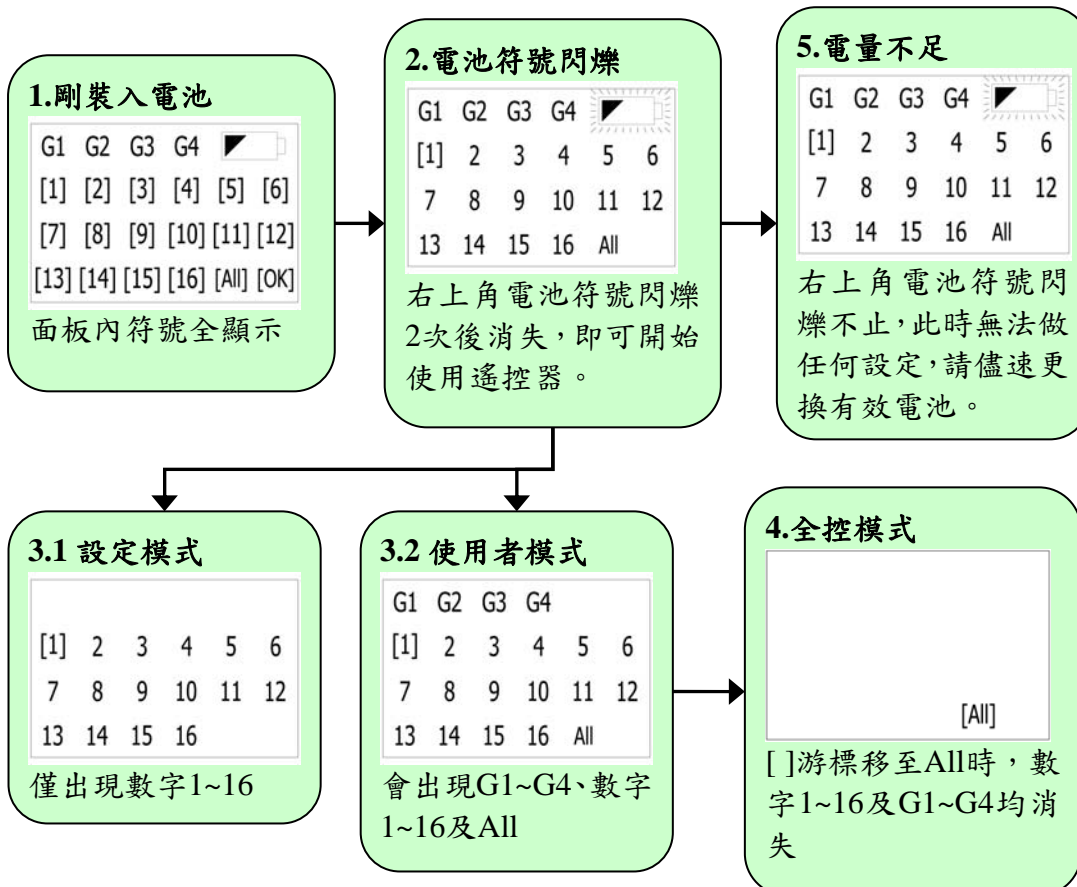 1.剛裝入電池
G1 G2 G3 G4
[1] [2] [3] [4] [5] [6]
[7] [8] [9] [10] [11] [12]
[13] [14] [15] [16] [All] [OK]
面板內符號全顯示
2.電池符號閃爍
G1 G2 G3 G4
[1] 2 3 4 5 6
7 8 9 10 11 12
13 14 15 16 All
右上角電池符號閃爍
2次後消失，即可開始
使用遙控器。
5.電量不足
G1 G2 G3 G4
[1] 2 3 4 5 6
7 8 9 10 11 12
13 14 15 16 All
右上角電池符號閃
爍不止，此時無法做
任何設定，請儘速更
換有效電池。
3.1 設定模式
[1] 2 3 4 5 6
7 8 9 10 11 12
13 14 15 16
僅出現數字1~16
3.2 使用者模式
G1 G2 G3 G4
[1] 2 3 4 5 6
7 8 9 10 11 12
13 14 15 16 All
會出現G1~G4、數字
1~16及All
4.全控模式
[All]
[ ]游標移至All時，數
字1~16及G1~G4均消
失